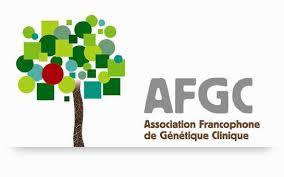 AFGC
Association Francophone
de Génétique Clinique